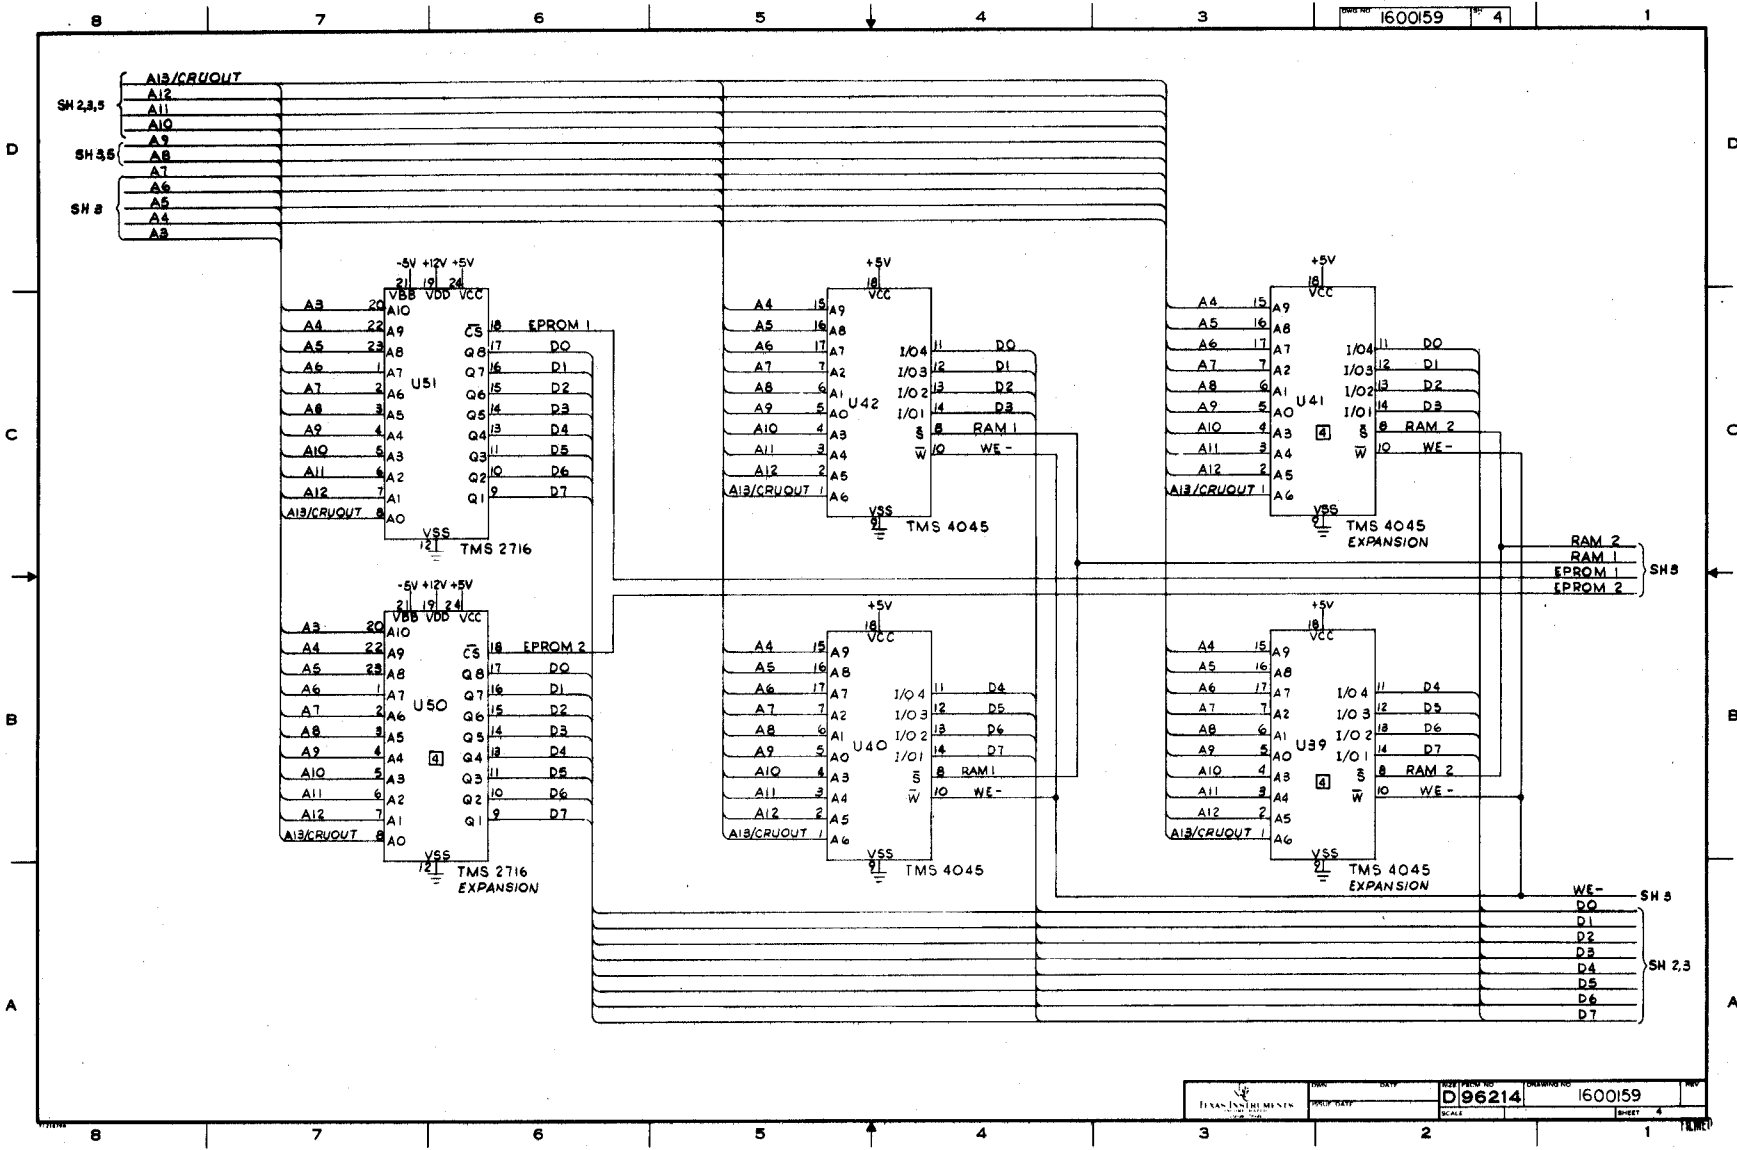 8 7 6 5 4 3 1
DWG NO 1600159 SH 4
D
C
B
A
D
C
B
A
SH 2,3,5
A13/CRUOUT
A12
A11
A10
SH 3,5
A9
A8
SH 3
A7
A6
A5
A4
A3
-5V +12V +5V
21 19 24
VBB VDD VCC
A3 20 A10
A4 22 A9
A5 23 A8
A6 1 A7
A7 2 A6
A8 3 A5
A9 4 A4
A10 5 A3
A11 6 A2
A12 7 A1
A13/CRUOUT 8 A0
U51
CS 18 EPROM 1
Q8 17 D0
Q7 16 D1
Q6 15 D2
Q5 14 D3
Q4 13 D4
Q3 11 D5
Q2 10 D6
Q1 9 D7
VSS
12
TMS 2716
+5V
18
VCC
A4 15 A9
A5 16 A8
A6 17 A7
A7 7 A2
A8 6 A1
A9 5 A0
A10 4 A3
A11 3 A4
A12 2 A5
A13/CRUOUT 1 A6
U42
I/O4 11 D0
I/O3 12 D1
I/O2 13 D2
I/O1 14 D3
S 8 RAM 1
W 10 WE-
VSS
9
TMS 4045
+5V
18
VCC
A4 15 A9
A5 16 A8
A6 17 A7
A7 7 A2
A8 6 A1
A9 5 A0
A10 4 A3
A11 3 A4
A12 2 A5
A13/CRUOUT 1 A6
U41
4
I/O4 11 D0
I/O3 12 D1
I/O2 13 D2
I/O1 14 D3
S 8 RAM 2
W 10 WE-
VSS
9
TMS 4045
EXPANSION
RAM 2
RAM 1
EPROM 1
EPROM 2
SH 3
-5V +12V +5V
21 19 24
VBB VDD VCC
A3 20 A10
A4 22 A9
A5 23 A8
A6 1 A7
A7 2 A6
A8 3 A5
A9 4 A4
A10 5 A3
A11 6 A2
A12 7 A1
A13/CRUOUT 8 A0
U50
4
CS 18 EPROM 2
Q8 17 D0
Q7 16 D1
Q6 15 D2
Q5 14 D3
Q4 13 D4
Q3 11 D5
Q2 10 D6
Q1 9 D7
VSS
12
TMS 2716
EXPANSION
+5V
18
VCC
A4 15 A9
A5 16 A8
A6 17 A7
A7 7 A2
A8 6 A1
A9 5 A0
A10 4 A3
A11 3 A4
A12 2 A5
A13/CRUOUT 1 A6
U40
I/O4 11 D4
I/O3 12 D5
I/O2 13 D6
I/O1 14 D7
S 8 RAM1
W 10 WE-
VSS
9
TMS 4045
+5V
18
VCC
A4 15 A9
A5 16 A8
A6 17 A7
A7 7 A2
A8 6 A1
A9 5 A0
A10 4 A3
A11 3 A4
A12 2 A5
A13/CRUOUT 1 A6
U39
4
I/O4 11 D4
I/O3 12 D5
I/O2 13 D6
I/O1 14 D7
S 8 RAM 2
W 10 WE-
VSS
9
TMS 4045
EXPANSION
WE- SH 3
D0
D1
D2
D3
D4
D5
D6
D7
SH 2,3
TEXAS INSTRUMENTS
DWN DATE
ISSUE DATE
SIZE D FSCM NO 96214 DRAWING NO 1600159 REV
SCALE SHEET 4
8 7 6 5 4 3 2 1